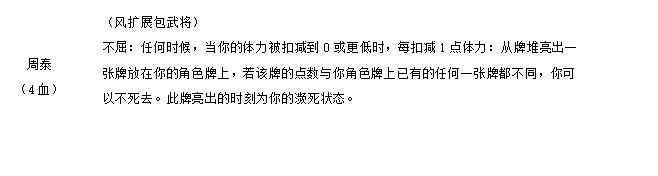 （风扩展包武将）
不屈：任何时候，当你的体力被扣减到 0 或更低时，每扣减 1 点体力：从牌堆亮出一
周泰
张牌放在你的角色牌上，若该牌的点数与你角色牌上已有的任何一张牌都不同，你可
（4 血）
以不死去。此牌亮出的时刻为你的濒死状态。